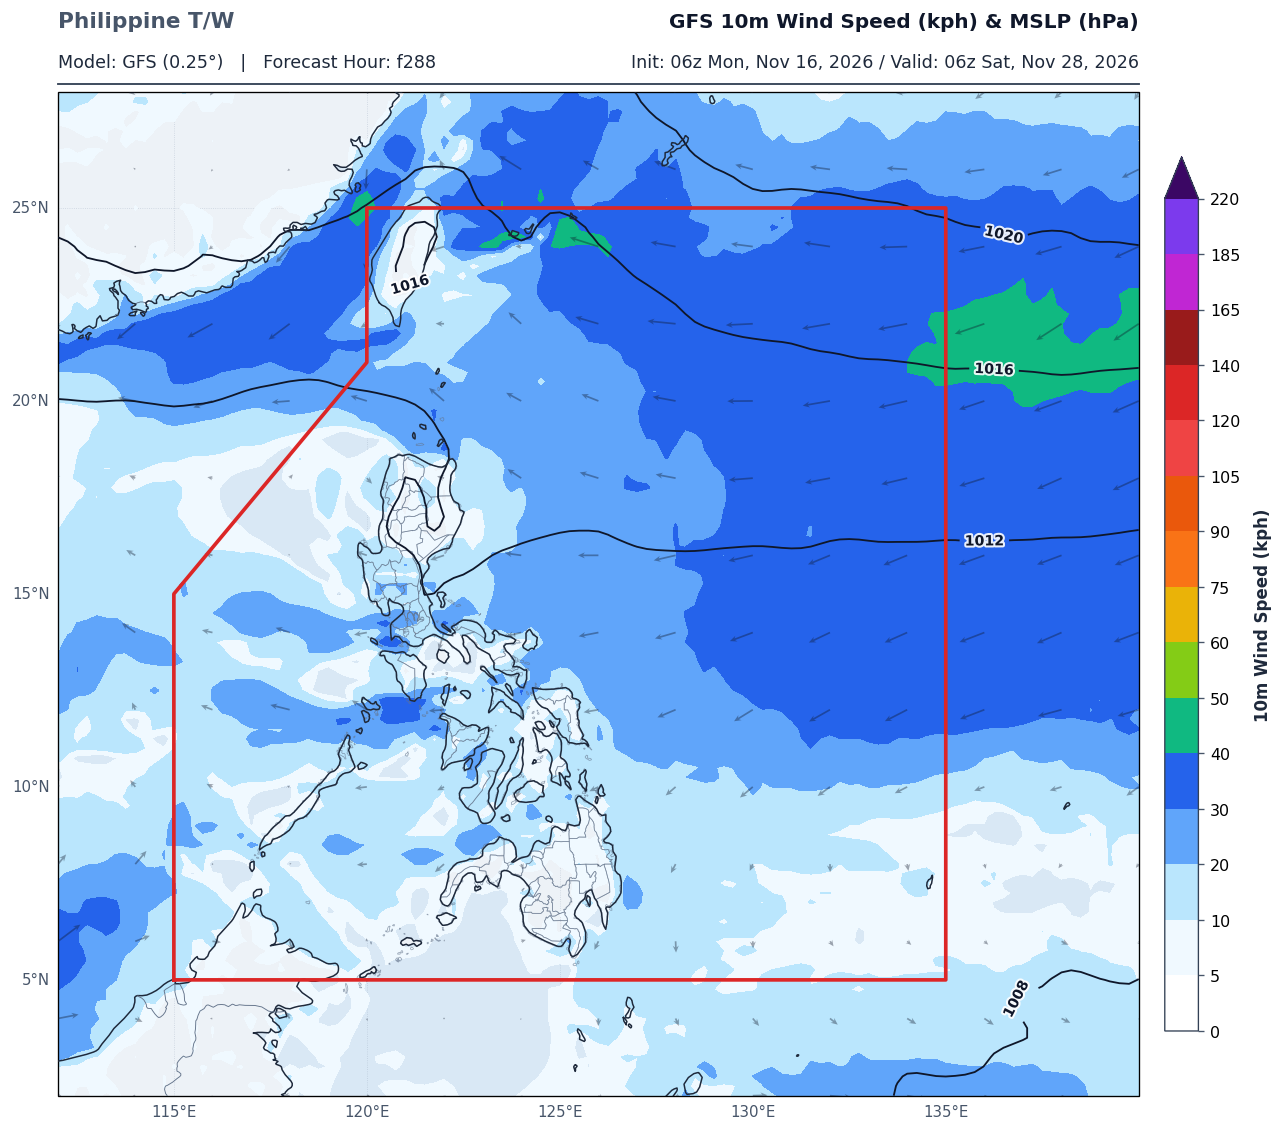 Philippine T/W
GFS 10m Wind Speed (kph) & MSLP (hPa)
Model: GFS (0.25°) | Forecast Hour: f288
Init: 06z Mon, Nov 16, 2026 / Valid: 06z Sat, Nov 28, 2026
25°N
20°N
15°N
10°N
5°N
115°E
120°E
125°E
130°E
135°E
1020
1016
1016
1012
1008
220
185
165
140
120
105
90
75
60
50
40
30
20
10
5
0
10m Wind Speed (kph)